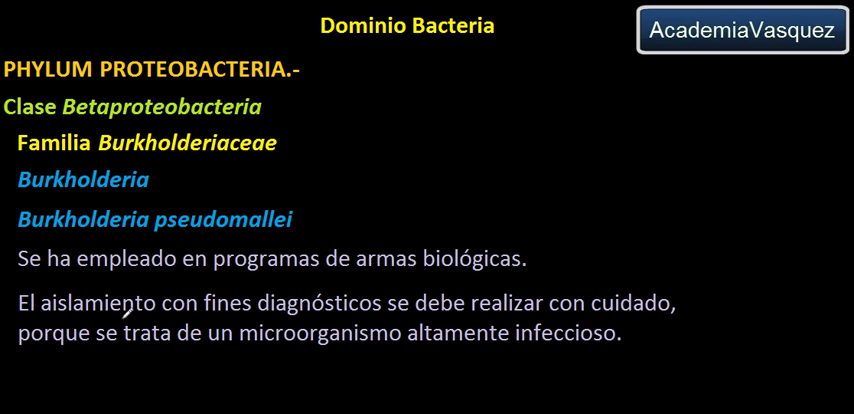 Dominio Bacteria
AcademiaVasquez
PHYLUM PROTEOBACTERIA.-
Clase Betaproteobacteria
Familia Burkholderiaceae
Burkholderia
Burkholderia pseudomallei
Se ha empleado en programas de armas biológicas.
El aislamiento con fines diagnósticos se debe realizar con cuidado,
porque se trata de un microorganismo altamente infeccioso.